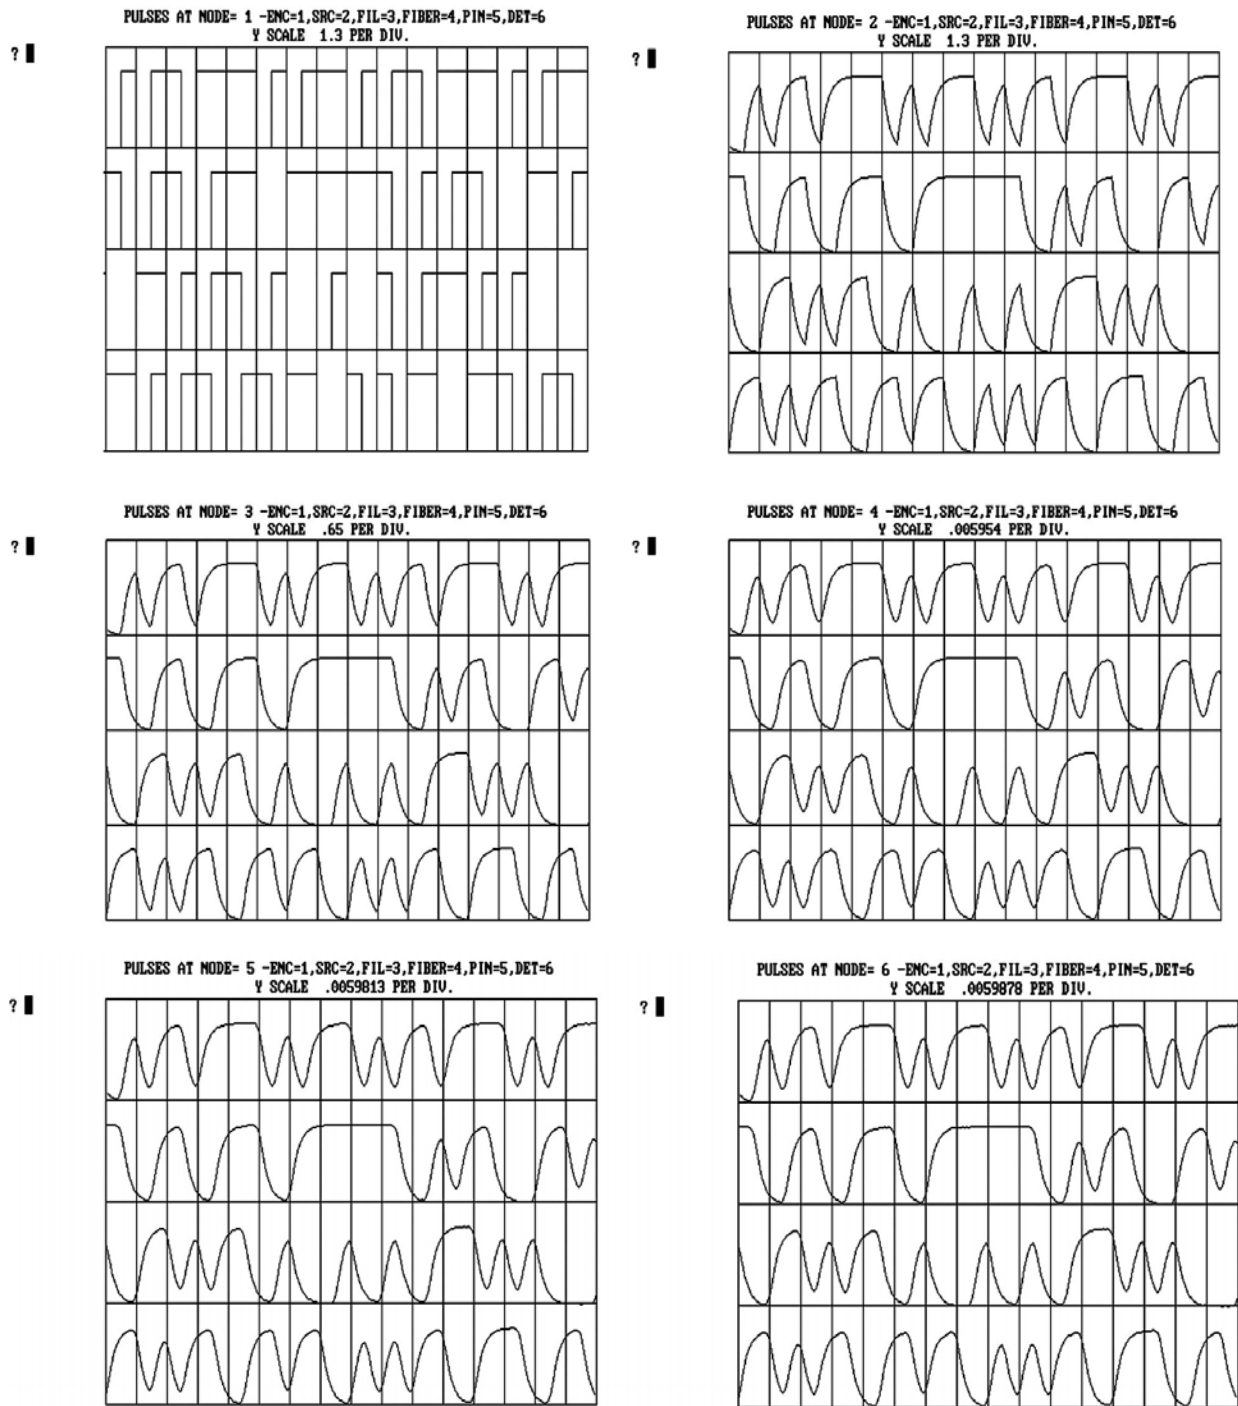 PULSES AT NODE= 1 -ENC=1,SRC=2,FIL=3,FIBER=4,PIN=5,DET=6
Y SCALE 1.3 PER DIV.
?
PULSES AT NODE= 2 -ENC=1,SRC=2,FIL=3,FIBER=4,PIN=5,DET=6
Y SCALE 1.3 PER DIV.
?
PULSES AT NODE= 3 -ENC=1,SRC=2,FIL=3,FIBER=4,PIN=5,DET=6
Y SCALE .65 PER DIV.
?
PULSES AT NODE= 4 -ENC=1,SRC=2,FIL=3,FIBER=4,PIN=5,DET=6
Y SCALE .005954 PER DIV.
?
PULSES AT NODE= 5 -ENC=1,SRC=2,FIL=3,FIBER=4,PIN=5,DET=6
Y SCALE .0059813 PER DIV.
?
PULSES AT NODE= 6 -ENC=1,SRC=2,FIL=3,FIBER=4,PIN=5,DET=6
Y SCALE .0059878 PER DIV.
?